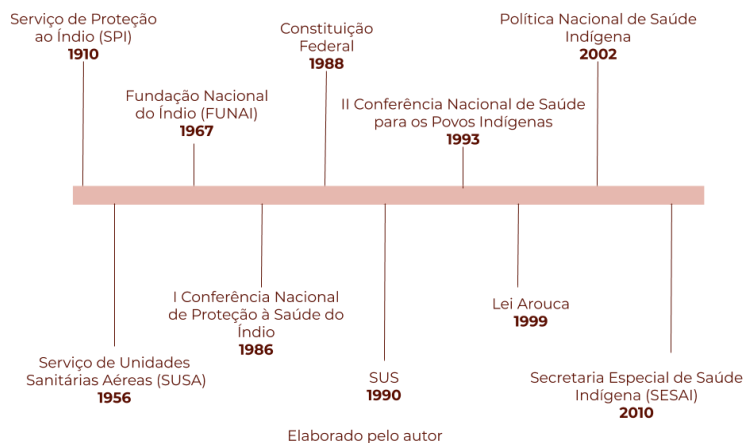 Serviço de Proteção
ao Índio (SPI)
1910
Fundação Nacional
do Índio (FUNAI)
1967
Constituição
Federal
1988
II Conferência Nacional de Saúde
para os Povos Indígenas
1993
Política Nacional de Saúde
Indígena
2002
Serviço de Unidades
Sanitárias Aéreas (SUSA)
1956
I Conferência Nacional
de Proteção à Saúde do
Índio
1986
SUS
1990
Lei Arouca
1999
Secretaria Especial de Saúde
Indígena (SESAI)
2010
Elaborado pelo autor